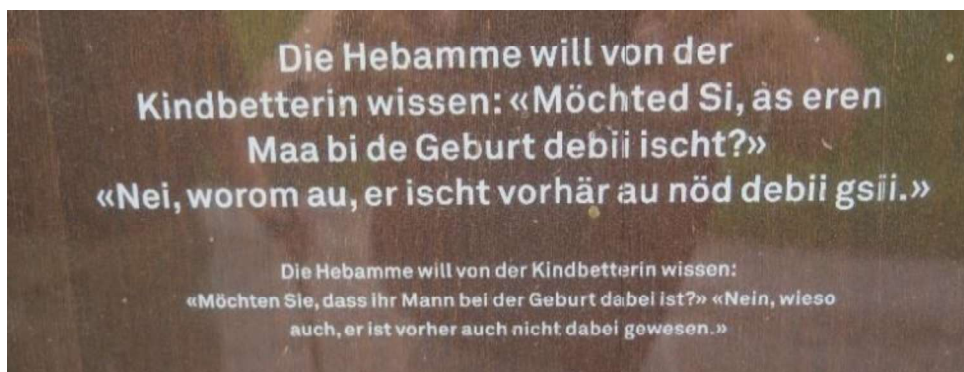 Die Hebamme will von der
Kindbetterin wissen: «Möchted Si, as eren
Maa bi de Geburt debii ischt?»
«Nei, worom au, er ischt vorhär au nöd debii gsii.»
Die Hebamme will von der Kindbetterin wissen:
«Möchten Sie, dass ihr Mann bei der Geburt dabei ist?» «Nein, wieso
auch, er ist vorher auch nicht dabei gewesen.»